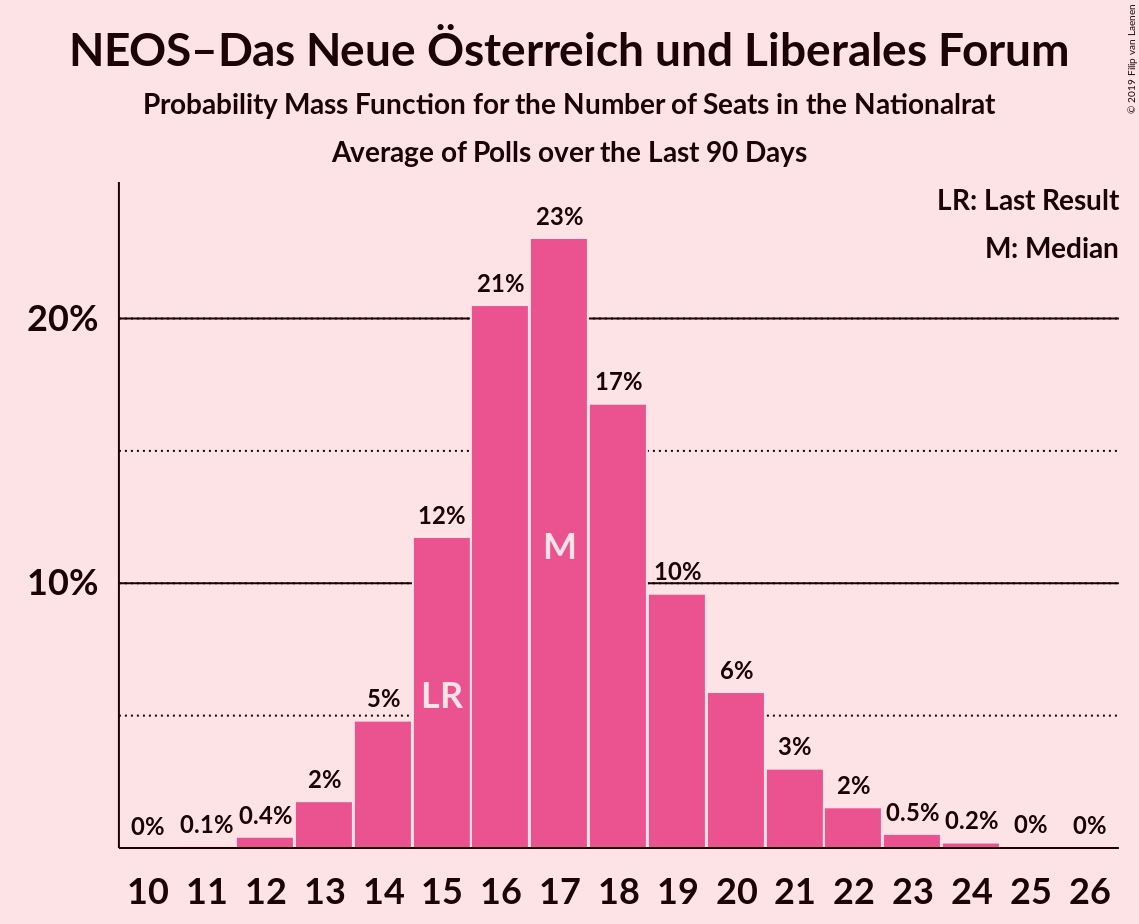 NEOS–Das Neue Österreich und Liberales Forum
Probability Mass Function for the Number of Seats in the Nationalrat
Average of Polls over the Last 90 Days
© 2019 Filip van Laenen
LR: Last Result
M: Median
20%
10%
0% 0.1% 0.4% 2% 5% 12% 21% 23% 17% 10% 6% 3% 2% 0.5% 0.2% 0% 0%
LR
M
10 11 12 13 14 15 16 17 18 19 20 21 22 23 24 25 26